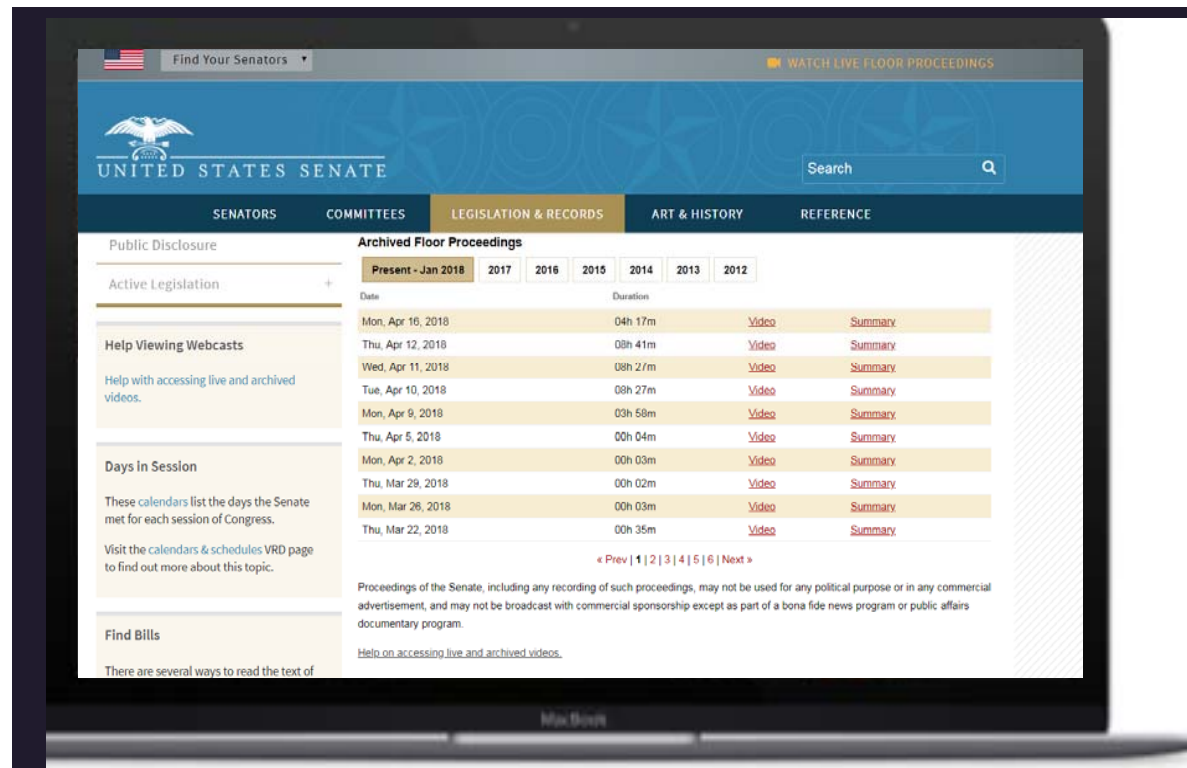 Find Your Senators
WATCH LIVE FLOOR PROCEEDINGS
UNITED STATES SENATE
Search
SENATORS COMMITTEES LEGISLATION & RECORDS ART & HISTORY REFERENCE
Public Disclosure
Active Legislation +
Help Viewing Webcasts
Help with accessing live and archived
videos.
Days in Session
These calendars list the days the Senate
met for each session of Congress.
Visit the calendars & schedules VRD page
to find out more about this topic.
Find Bills
There are several ways to read the text of
Archived Floor Proceedings
Present - Jan 2018 2017 2016 2015 2014 2013 2012
Date Duration
Mon, Apr 16, 2018 04h 17m Video Summary
Thu, Apr 12, 2018 08h 41m Video Summary
Wed, Apr 11, 2018 08h 27m Video Summary
Tue, Apr 10, 2018 08h 27m Video Summary
Mon, Apr 9, 2018 03h 58m Video Summary
Thu, Apr 5, 2018 00h 04m Video Summary
Mon, Apr 2, 2018 00h 03m Video Summary
Thu, Mar 29, 2018 00h 02m Video Summary
Mon, Mar 26, 2018 00h 03m Video Summary
Thu, Mar 22, 2018 00h 35m Video Summary
« Prev | 1 | 2 | 3 | 4 | 5 | 6 | Next »
Proceedings of the Senate, including any recording of such proceedings, may not be used for any political purpose or in any commercial
advertisement, and may not be broadcast with commercial sponsorship except as part of a bona fide news program or public affairs
documentary program.
Help on accessing live and archived videos.
MacBook